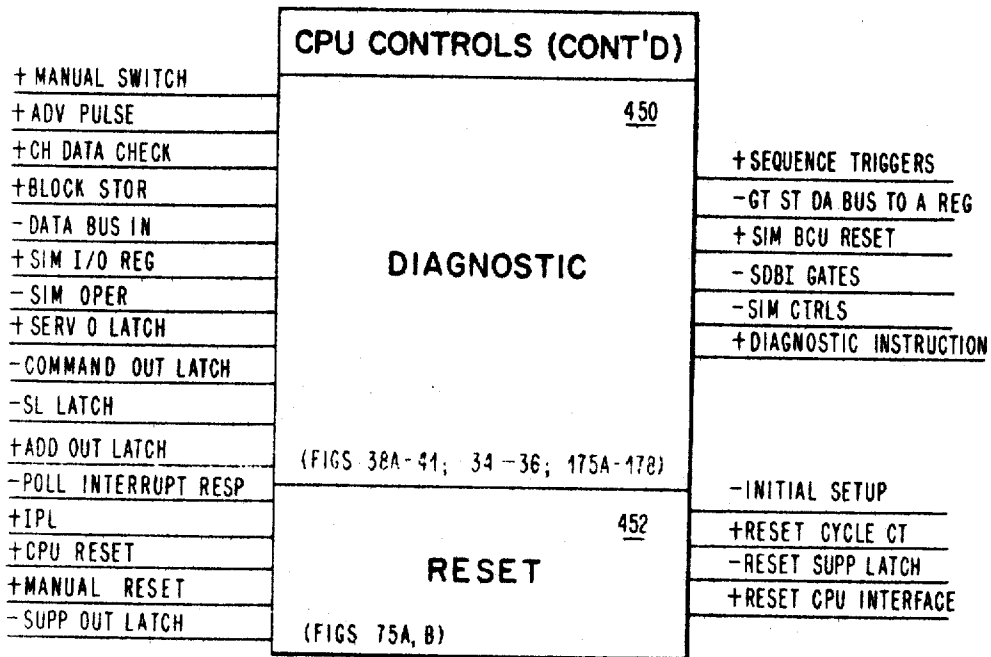 CPU CONTROLS (CONT'D)
+ MANUAL SWITCH
+ADV PULSE
+CH DATA CHECK
+BLOCK STOR
-DATA BUS IN
+SIM I/O REG
-SIM OPER
+SERV O LATCH
-COMMAND OUT LATCH
-SL LATCH
+ADD OUT LATCH
-POLL INTERRUPT RESP
+IPL
+CPU RESET
+MANUAL RESET
-SUPP OUT LATCH
450
DIAGNOSTIC
(FIGS 38A-41; 34-36; 175A-178)
452
RESET
(FIGS 75A, B)
+SEQUENCE TRIGGERS
-GT ST DA BUS TO A REG
+SIM BCU RESET
-SDBI GATES
-SIM CTRLS
+DIAGNOSTIC INSTRUCTION
-INITIAL SETUP
+RESET CYCLE CT
-RESET SUPP LATCH
+RESET CPU INTERFACE